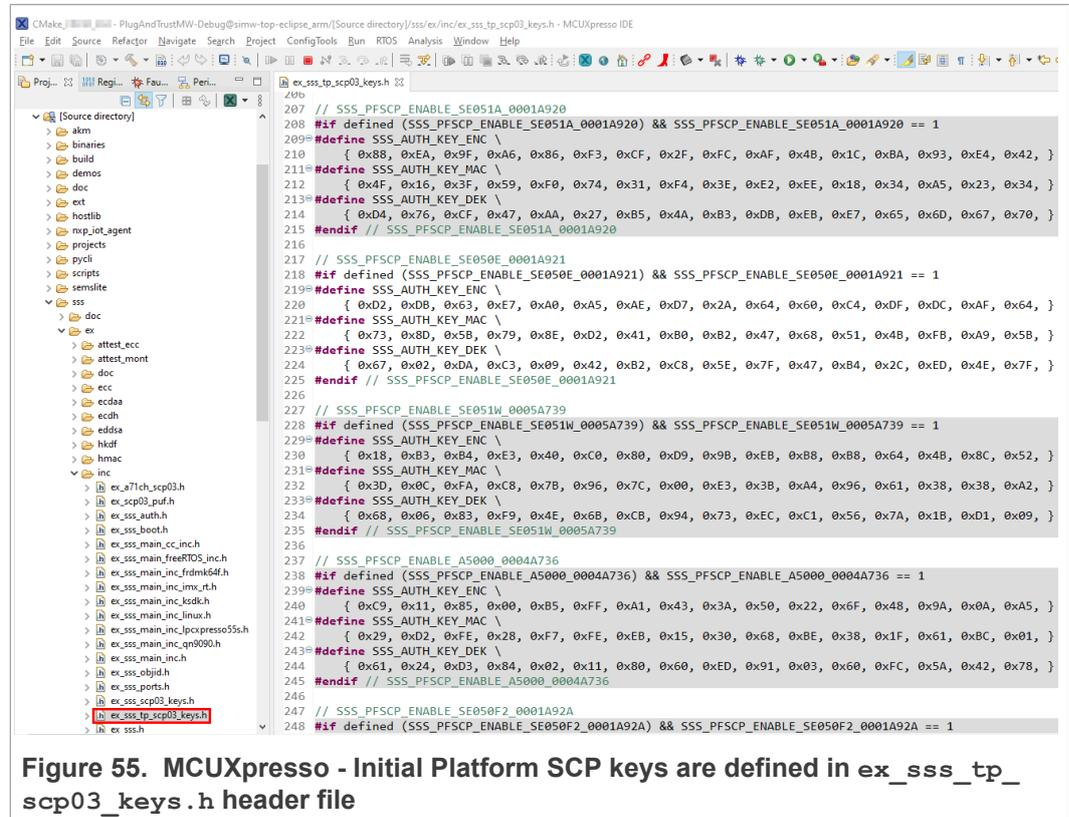 CMake_ - PlugAndTrustMW-Debug@simw-top-eclipse_arm/[Source directory]/sss/ex/inc/ex_sss_tp_scp03_keys.h - MCUXpresso IDE
File Edit Source Refactor Navigate Search Project ConfigTools Run RTOS Analysis Window Help
Proj... Regi... Fau... Peri...
ex_sss_tp_scp03_keys.h
[Source directory]
akm
binaries
build
demos
doc
ext
hostlib
nxp_iot_agent
projects
pycli
scripts
semslite
sss
doc
ex
attest_ecc
attest_mont
doc
ecc
ecdaa
ecdh
eddsa
hkdf
hmac
inc
ex_a71ch_scp03.h
ex_scp03_puf.h
ex_sss_auth.h
ex_sss_boot.h
ex_sss_main_cc_inc.h
ex_sss_main_freeRTOS_inc.h
ex_sss_main_inc_frdmk64f.h
ex_sss_main_inc_imx_rt.h
ex_sss_main_inc_ksdk.h
ex_sss_main_inc_linux.h
ex_sss_main_inc_lpcxpresso55s.h
ex_sss_main_inc_qn9090.h
ex_sss_main_inc.h
ex_sss_objid.h
ex_sss_ports.h
ex_sss_scp03_keys.h
ex_sss_tp_scp03_keys.h
ex_sss.h
206
207 // SSS_PFSCP_ENABLE_SE051A_0001A920
208 #if defined (SSS_PFSCP_ENABLE_SE051A_0001A920) && SSS_PFSCP_ENABLE_SE051A_0001A920 == 1
209 #define SSS_AUTH_KEY_ENC \
210 { 0x88, 0xEA, 0x9F, 0xA6, 0x86, 0xF3, 0xCF, 0x2F, 0xFC, 0xAF, 0x4B, 0x1C, 0xBA, 0x93, 0xE4, 0x42, }
211 #define SSS_AUTH_KEY_MAC \
212 { 0x4F, 0x16, 0x3F, 0x59, 0xF0, 0x74, 0x31, 0xF4, 0x3E, 0xE2, 0xEE, 0x18, 0x34, 0xA5, 0x23, 0x34, }
213 #define SSS_AUTH_KEY_DEK \
214 { 0xD4, 0x76, 0xCF, 0x47, 0xAA, 0x27, 0xB5, 0x4A, 0xB3, 0xDB, 0xEB, 0xE7, 0x65, 0x6D, 0x67, 0x70, }
215 #endif // SSS_PFSCP_ENABLE_SE051A_0001A920
216
217 // SSS_PFSCP_ENABLE_SE050E_0001A921
218 #if defined (SSS_PFSCP_ENABLE_SE050E_0001A921) && SSS_PFSCP_ENABLE_SE050E_0001A921 == 1
219 #define SSS_AUTH_KEY_ENC \
220 { 0xD2, 0xDB, 0x63, 0xE7, 0xA0, 0xA5, 0xAE, 0xD7, 0x2A, 0x64, 0x60, 0xC4, 0xDF, 0xDC, 0xAF, 0x64, }
221 #define SSS_AUTH_KEY_MAC \
222 { 0x73, 0x8D, 0x5B, 0x79, 0x8E, 0xD2, 0x41, 0xB0, 0xB2, 0x47, 0x68, 0x51, 0x4B, 0xFB, 0xA9, 0x5B, }
223 #define SSS_AUTH_KEY_DEK \
224 { 0x67, 0x02, 0xDA, 0xC3, 0x09, 0x42, 0xB2, 0xC8, 0x5E, 0x7F, 0x47, 0xB4, 0x2C, 0xED, 0x4E, 0x7F, }
225 #endif // SSS_PFSCP_ENABLE_SE050E_0001A921
226
227 // SSS_PFSCP_ENABLE_SE051W_0005A739
228 #if defined (SSS_PFSCP_ENABLE_SE051W_0005A739) && SSS_PFSCP_ENABLE_SE051W_0005A739 == 1
229 #define SSS_AUTH_KEY_ENC \
230 { 0x18, 0xB3, 0xB4, 0xE3, 0x40, 0xC0, 0x80, 0xD9, 0x9B, 0xEB, 0xB8, 0xB8, 0x64, 0x4B, 0x8C, 0x52, }
231 #define SSS_AUTH_KEY_MAC \
232 { 0x3D, 0x0C, 0xFA, 0xC8, 0x7B, 0x96, 0x7C, 0x00, 0xE3, 0x3B, 0xA4, 0x96, 0x61, 0x38, 0x38, 0xA2, }
233 #define SSS_AUTH_KEY_DEK \
234 { 0x68, 0x06, 0x83, 0xF9, 0x4E, 0x6B, 0xCB, 0x94, 0x73, 0xEC, 0xC1, 0x56, 0x7A, 0x1B, 0xD1, 0x09, }
235 #endif // SSS_PFSCP_ENABLE_SE051W_0005A739
236
237 // SSS_PFSCP_ENABLE_A5000_0004A736
238 #if defined (SSS_PFSCP_ENABLE_A5000_0004A736) && SSS_PFSCP_ENABLE_A5000_0004A736 == 1
239 #define SSS_AUTH_KEY_ENC \
240 { 0xC9, 0x11, 0x85, 0x00, 0xB5, 0xFF, 0xA1, 0x43, 0x3A, 0x50, 0x22, 0x6F, 0x48, 0x9A, 0x0A, 0xA5, }
241 #define SSS_AUTH_KEY_MAC \
242 { 0x29, 0xD2, 0xFE, 0x28, 0xF7, 0xFE, 0xEB, 0x15, 0x30, 0x68, 0xBE, 0x38, 0x1F, 0x61, 0xBC, 0x01, }
243 #define SSS_AUTH_KEY_DEK \
244 { 0x61, 0x24, 0xD3, 0x84, 0x02, 0x11, 0x80, 0x60, 0xED, 0x91, 0x03, 0x60, 0xFC, 0x5A, 0x42, 0x78, }
245 #endif // SSS_PFSCP_ENABLE_A5000_0004A736
246
247 // SSS_PFSCP_ENABLE_SE050F2_0001A92A
248 #if defined (SSS_PFSCP_ENABLE_SE050F2_0001A92A) && SSS_PFSCP_ENABLE_SE050F2_0001A92A == 1
Figure 55. MCUXpresso - Initial Platform SCP keys are defined in ex_sss_tp_
scp03_keys.h header file